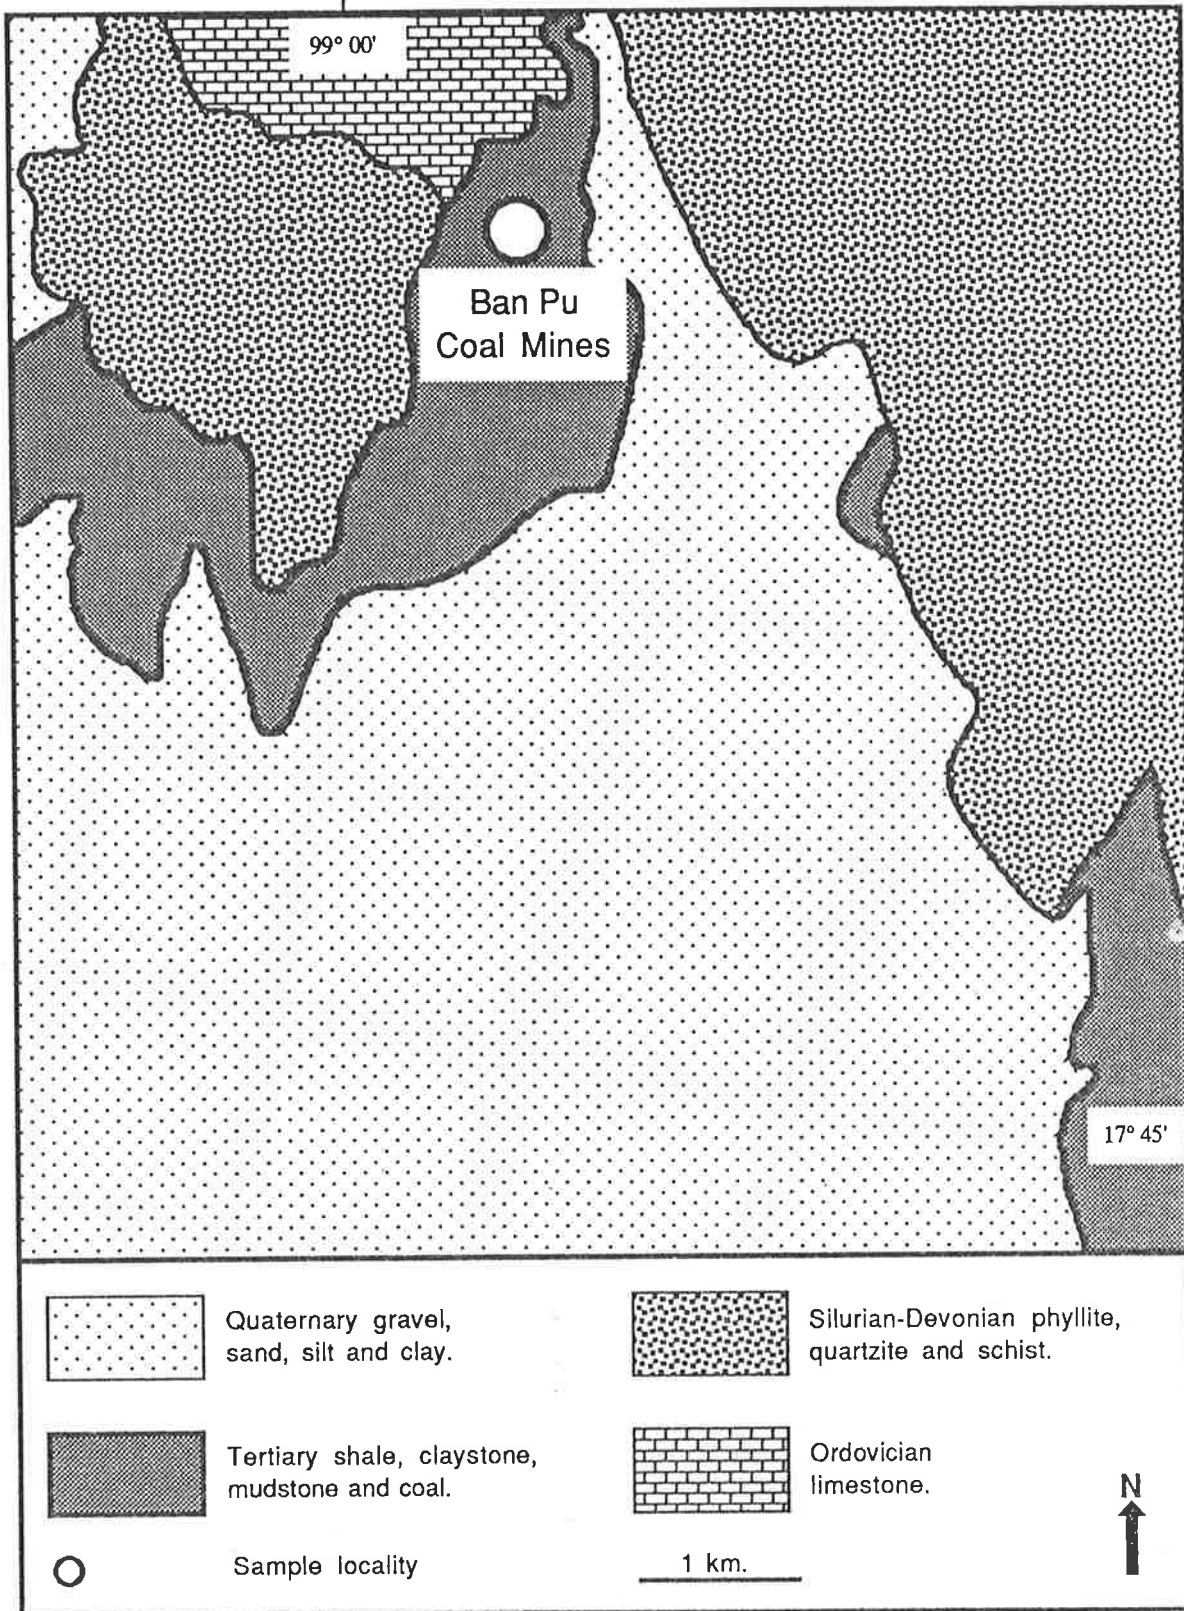 99° 00'
Ban Pu
Coal Mines
17° 45'
Quaternary gravel,
sand, silt and clay.
Silurian-Devonian phyllite,
quartzite and schist.
Tertiary shale, claystone,
mudstone and coal.
Ordovician
limestone.
N
Sample locality
1 km.